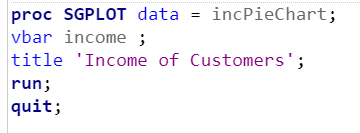 proc SGPLOT data = incPieChart;
vbar income ;
title 'Income of Customers';
run;
quit;